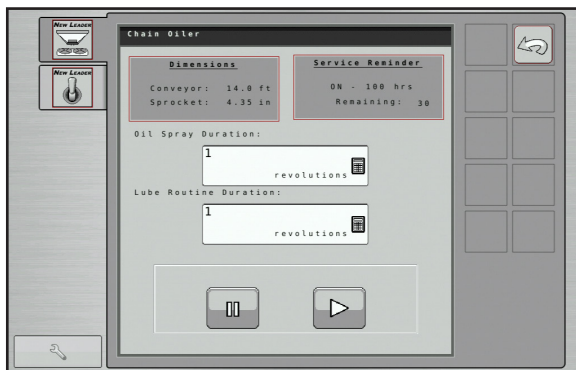 NEW LEADER
NEW LEADER
Chain Oiler
Dimensions
Conveyor: 14.0 ft
Sprocket: 4.35 in
Service Reminder
ON - 100 hrs
Remaining: 30
Oil Spray Duration:
1
revolutions
Lube Routine Duration:
1
revolutions